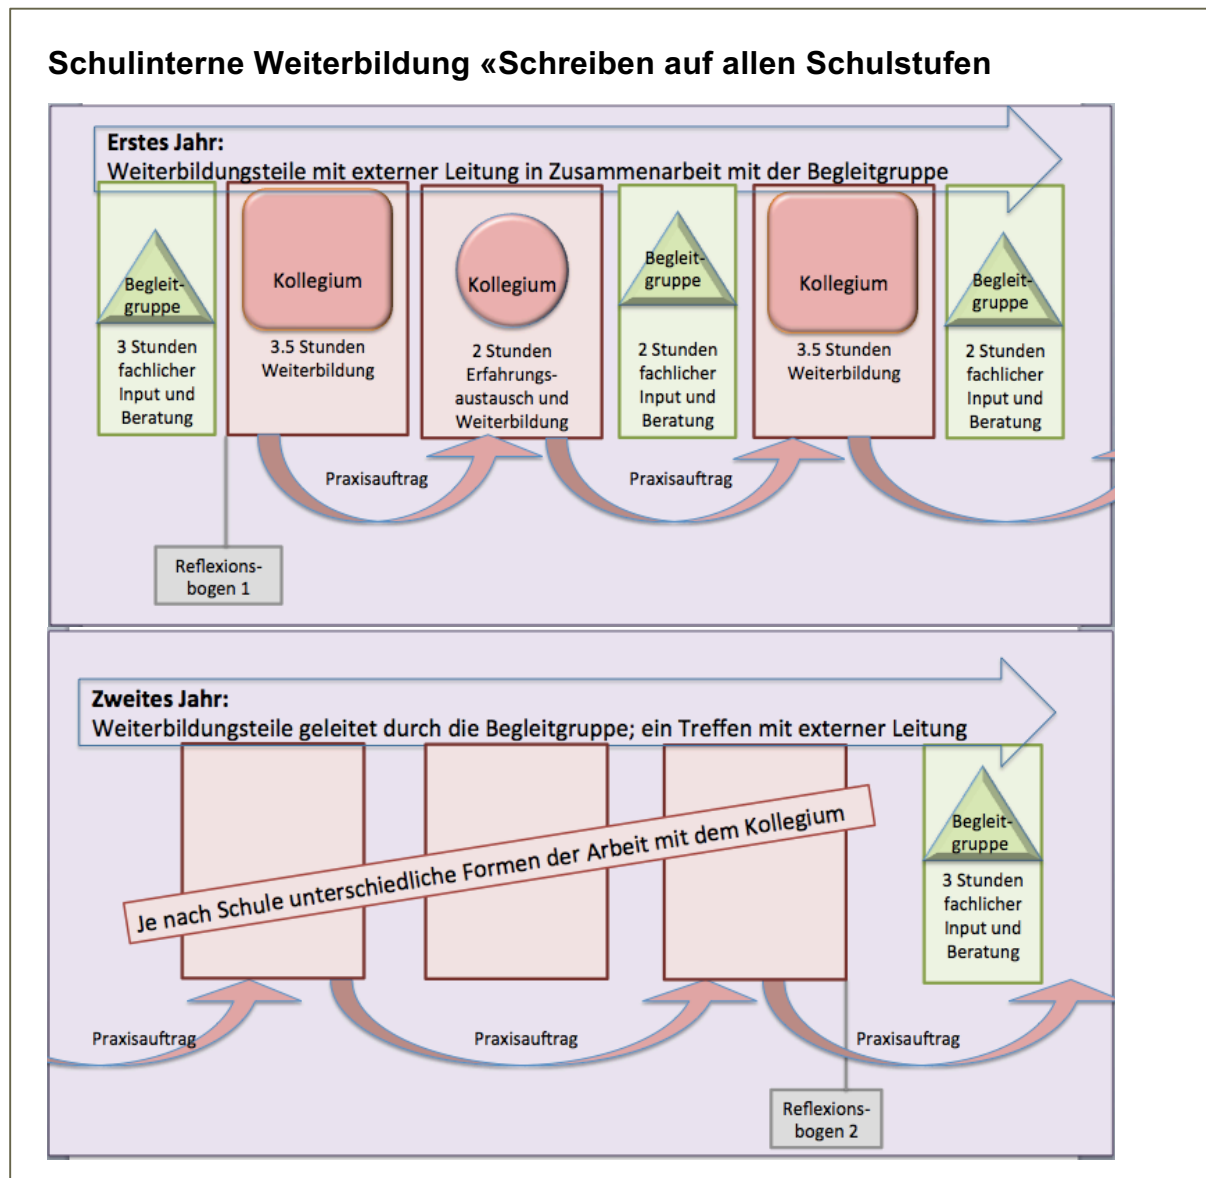 Schulinterne Weiterbildung «Schreiben auf allen Schulstufen
Erstes Jahr:
Weiterbildungsteile mit externer Leitung in Zusammenarbeit mit der Begleitgruppe
Begleit-
gruppe
3 Stunden
fachlicher
Input und
Beratung
Kollegium
3.5 Stunden
Weiterbildung
Kollegium
2 Stunden
Erfahrungs-
austausch und
Weiterbildung
Begleit-
gruppe
2 Stunden
fachlicher
Input und
Beratung
Kollegium
3.5 Stunden
Weiterbildung
Begleit-
gruppe
2 Stunden
fachlicher
Input und
Beratung
Praxisauftrag
Praxisauftrag
Reflexions-
bogen 1
Zweites Jahr:
Weiterbildungsteile geleitet durch die Begleitgruppe; ein Treffen mit externer Leitung
Je nach Schule unterschiedliche Formen der Arbeit mit dem Kollegium
Begleit-
gruppe
3 Stunden
fachlicher
Input und
Beratung
Praxisauftrag
Praxisauftrag
Praxisauftrag
Reflexions-
bogen 2